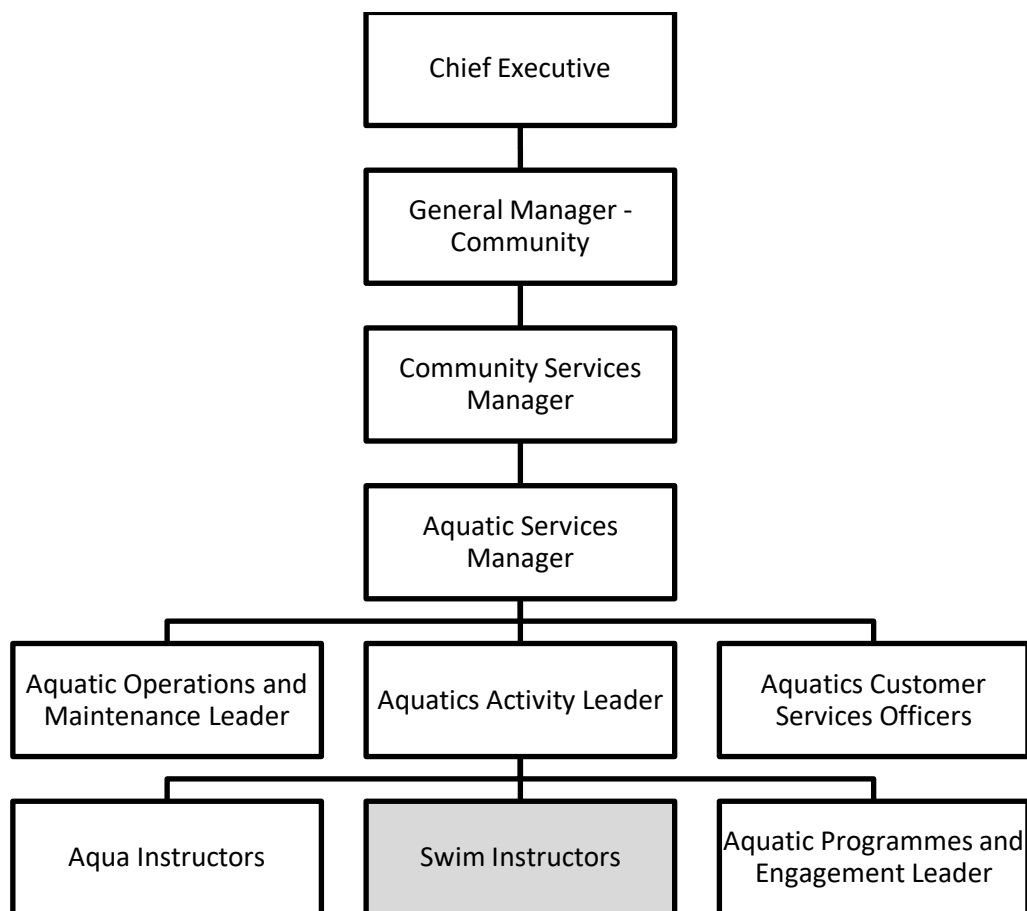 Chief Executive
General Manager -
Community
Community Services
Manager
Aquatic Services
Manager
Aquatic Operations and
Maintenance Leader
Aquatics Activity Leader
Aquatics Customer
Services Officers
Aqua Instructors
Swim Instructors
Aquatic Programmes and
Engagement Leader